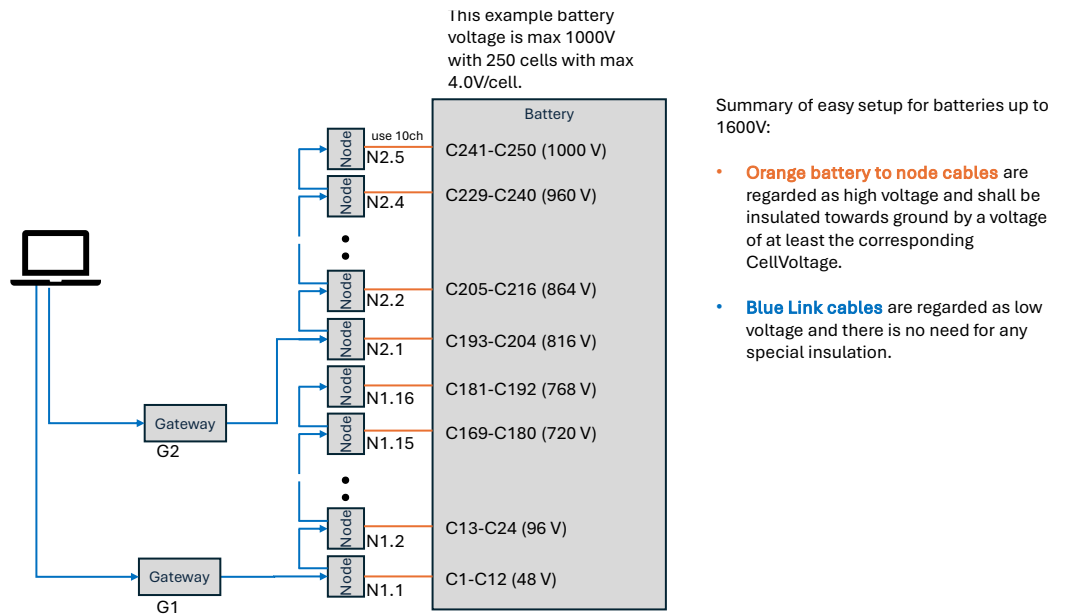 This example battery
voltage is max 1000V
with 250 cells with max
4.0V/cell.
Battery
Summary of easy setup for batteries up to
1600V:
• Orange battery to node cables are
regarded as high voltage and shall be
insulated towards ground by a voltage
of at least the corresponding
CellVoltage.
• Blue Link cables are regarded as low
voltage and there is no need for any
special insulation.
Node
use 10ch
N2.5
C241-C250 (1000 V)
Node
N2.4
C229-C240 (960 V)
Node
N2.2
C205-C216 (864 V)
Node
N2.1
C193-C204 (816 V)
Node
N1.16
C181-C192 (768 V)
Node
N1.15
C169-C180 (720 V)
Gateway
G2
Node
N1.2
C13-C24 (96 V)
Node
N1.1
C1-C12 (48 V)
Gateway
G1